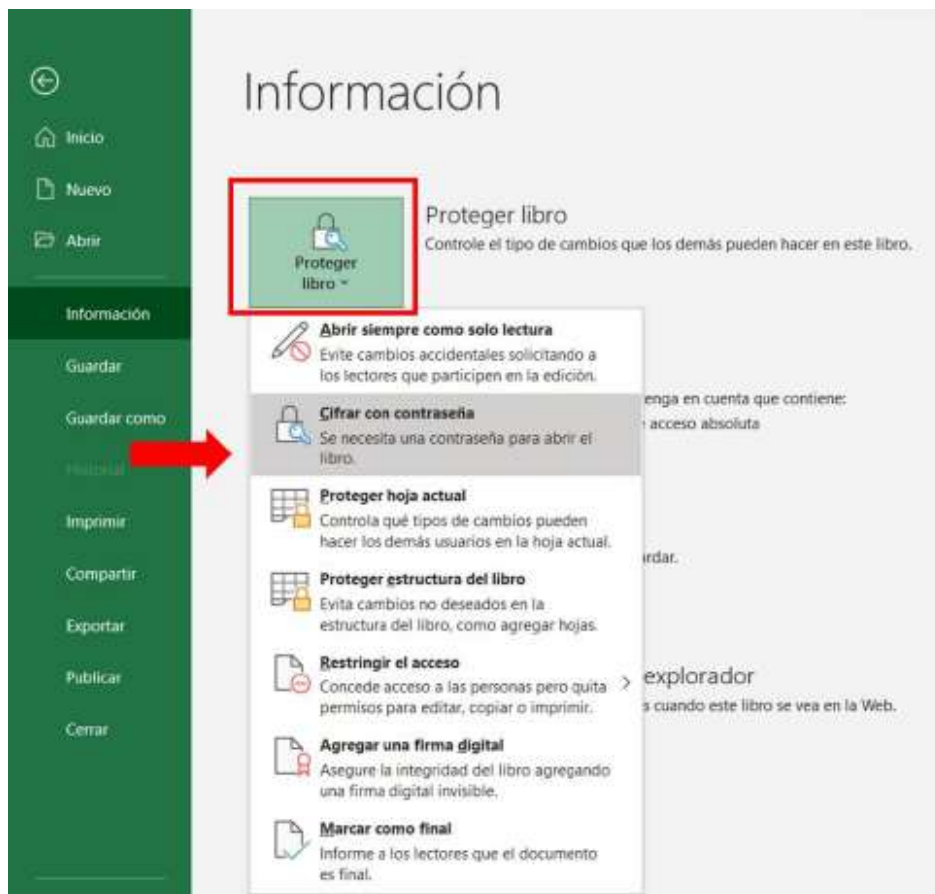 Información
Inicio
Nuevo
Abrir
Información
Guardar
Guardar como
Historial
Imprimir
Compartir
Exportar
Publicar
Cerrar
Proteger
libro
Proteger libro
Controle el tipo de cambios que los demás pueden hacer en este libro.
Abrir siempre como solo lectura
Evite cambios accidentales solicitando a
los lectores que participen en la edición.
Cifrar con contraseña
Se necesita una contraseña para abrir el
libro.
Proteger hoja actual
Controla qué tipos de cambios pueden
hacer los demás usuarios en la hoja actual.
Proteger estructura del libro
Evita cambios no deseados en la
estructura del libro, como agregar hojas.
Restringir el acceso
Concede acceso a las personas pero quita
permisos para editar, copiar o imprimir.
Agregar una firma digital
Asegure la integridad del libro agregando
una firma digital invisible.
Marcar como final
Informe a los lectores que el documento
es final.
enga en cuenta que contiene:
acceso absoluta
ardar.
explorador
s cuando este libro se vea en la Web.